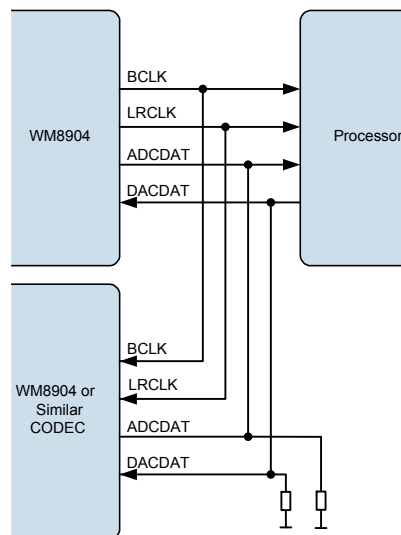 BCLK
LRCLK
WM8904
Processor
ADCDAT
DACDAT
BCLK
LRCLK
WM8904 or
Similar
CODEC
ADCDAT
DACDAT